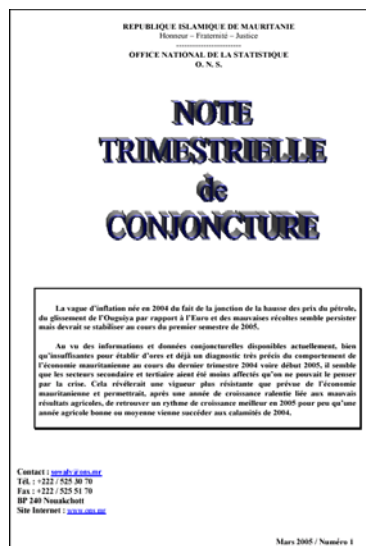 REPUBLIQUE ISLAMIQUE DE MAURITANIE
Honneur – Fraternité – Justice
------------------------
OFFICE NATIONAL DE LA STATISTIQUE
O. N. S.
NOTE
TRIMESTRIELLE
de
CONJONCTURE
La vague d'inflation née en 2004 du fait de la jonction de la hausse des prix du pétrole,
du glissement de l'Ouguiya par rapport à l'Euro et des mauvaises récoltes semble persister
mais devrait se stabiliser au cours du premier semestre de 2005.
Au vu des informations et données conjoncturelles disponibles actuellement, bien
qu'insuffisantes pour établir d'ores et déjà un diagnostic très précis du comportement de
l'économie mauritanienne au cours du dernier trimestre 2004 voire début 2005, il semble
que les secteurs secondaire et tertiaire aient été moins affectés qu'on ne pouvait le penser
par la crise. Cela révèlerait une vigueur plus résistante que prévue de l'économie
mauritanienne et permettrait, après une année de croissance ralentie liée aux mauvais
résultats agricoles, de retrouver un rythme de croissance meilleur en 2005 pour peu qu'une
année agricole bonne ou moyenne vienne succéder aux calamités de 2004.
Contact :
Tél. : +222 / 525 30 70
Fax : +222 / 525 51 70
BP 240 Nouakchott
Site Internet : www.ons.mr
Mars 2005 / Numéro 1